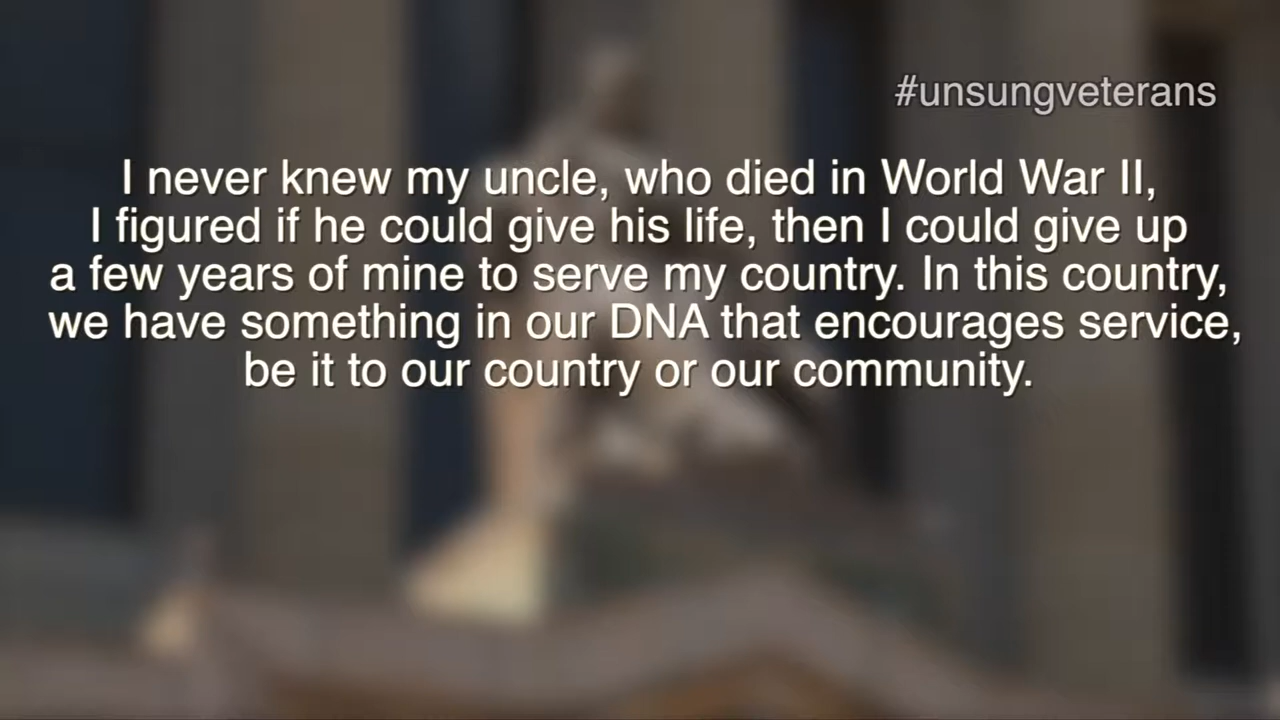 #unsungveterans
I never knew my uncle, who died in World War II,
I figured if he could give his life, then I could give up
a few years of mine to serve my country. In this country,
we have something in our DNA that encourages service,
be it to our country or our community.